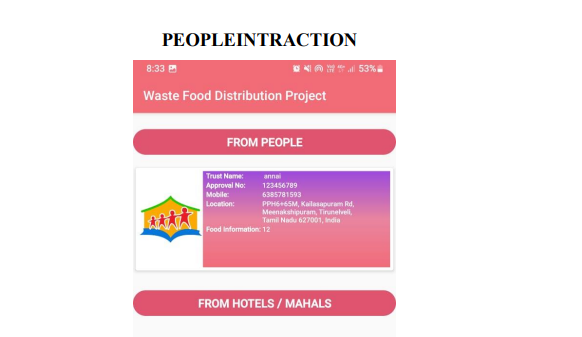 PEOPLEINTRACTION
8:33 53%
Waste Food Distribution Project
FROM PEOPLE
Trust Name: annai
Approval No: 123456789
Mobile: 6385781593
Location: PPH6+65M, Kailasapuram Rd,
Meenakshipuram, Tirunelveli,
Tamil Nadu 627001, India
Food Information: 12
FROM HOTELS / MAHALS